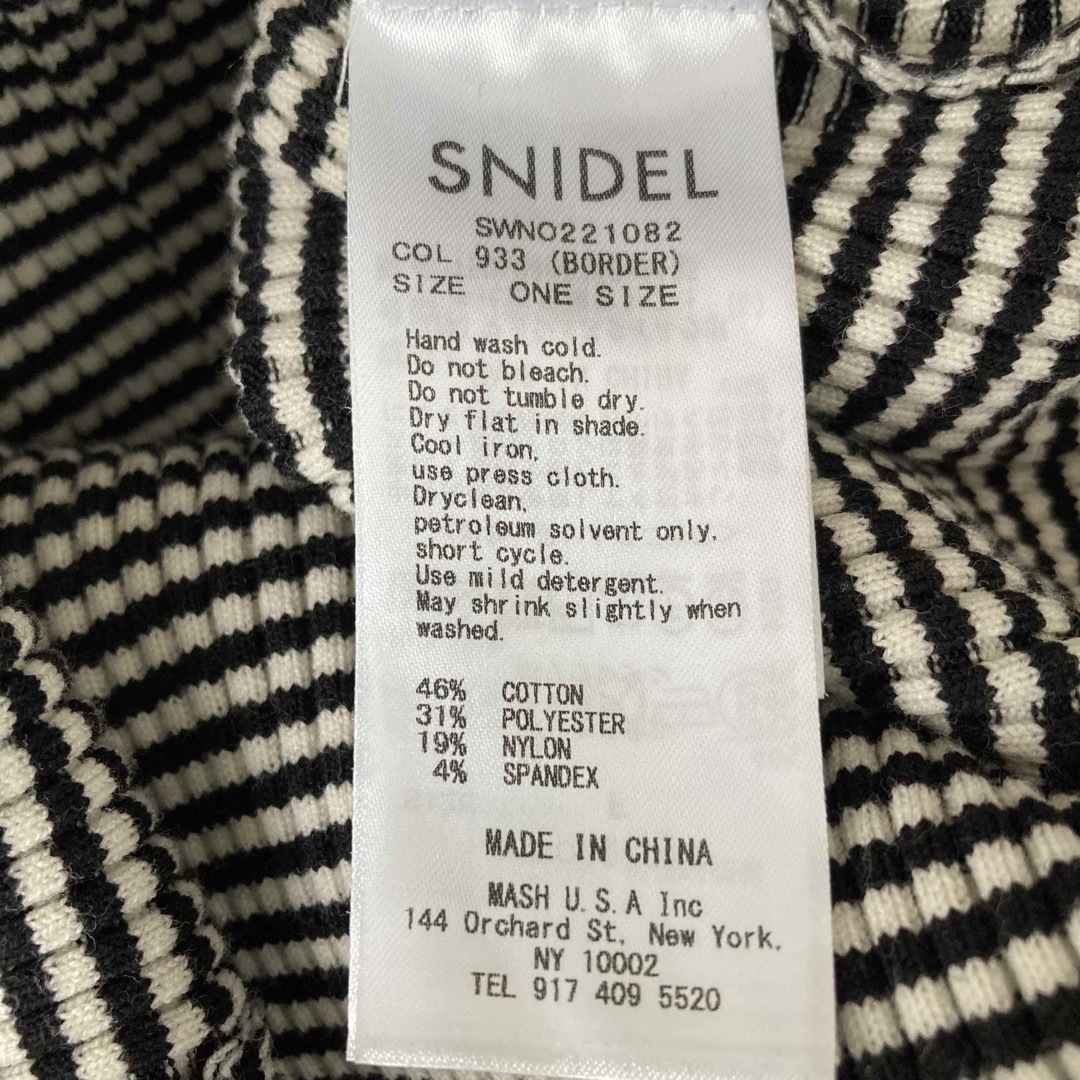 SNIDEL
SWNO221082
COL 933 (BORDER)
SIZE ONE SIZE
Hand wash cold.
Do not bleach.
Do not tumble dry.
Dry flat in shade.
Cool iron,
use press cloth.
Dryclean,
petroleum solvent only,
short cycle.
Use mild detergent.
May shrink slightly when
washed.
46% COTTON
31% POLYESTER
19% NYLON
4% SPANDEX
MADE IN CHINA
MASH U.S.A Inc
144 Orchard St, New York,
NY 10002
TEL 917 409 5520